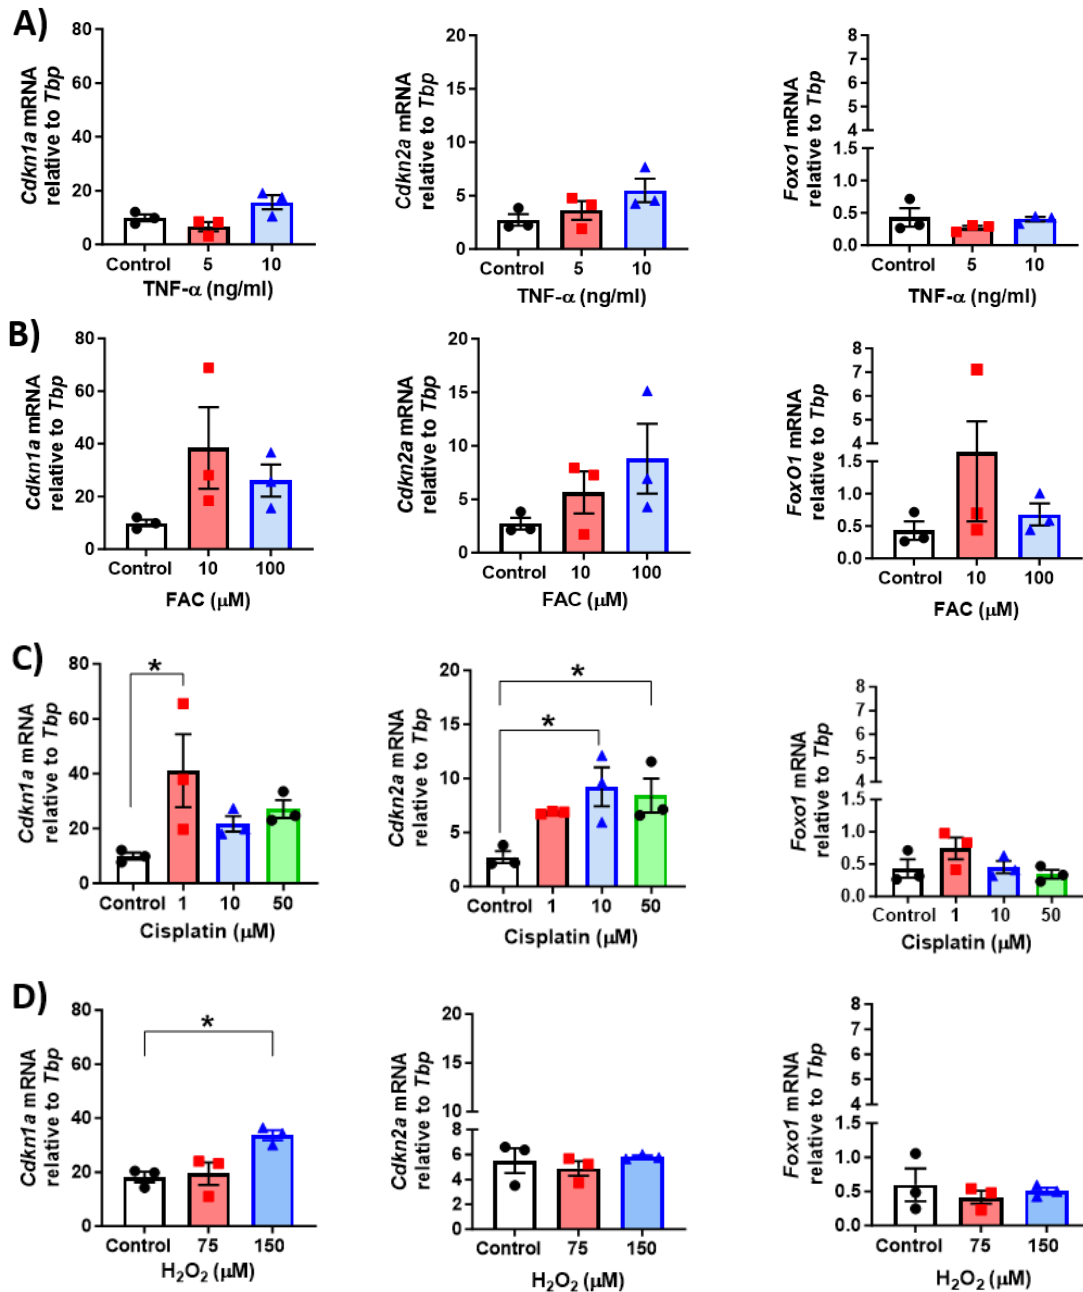 A)
Cdkn1a mRNA
relative to Tbp
80
60
40
20
0
Control
5
10
TNF-α (ng/ml)
Cdkn2a mRNA
relative to Tbp
20
15
10
5
0
Control
5
10
TNF-α (ng/ml)
Foxo1 mRNA
relative to Tbp
8
7
6
5
4
1.5
1.0
0.5
0.0
Control
5
10
TNF-α (ng/ml)
B)
Cdkn1a mRNA
relative to Tbp
80
60
40
20
0
Control
10
100
FAC (μM)
Cdkn2a mRNA
relative to Tbp
20
15
10
5
0
Control
10
100
FAC (μM)
FoxO1 mRNA
relative to Tbp
8
7
6
5
4
1.5
1.0
0.5
0.0
Control
10
100
FAC (μM)
C)
Cdkn1a mRNA
relative to Tbp
80
60
40
20
0
*
Control
1
10
50
Cisplatin (μM)
Cdkn2a mRNA
relative to Tbp
20
15
10
5
0
*
*
Control
1
10
50
Cisplatin (μM)
Foxo1 mRNA
relative to Tbp
8
7
6
5
4
1.5
1.0
0.5
0.0
Control
1
10
50
Cisplatin (μM)
D)
Cdkn1a mRNA
relative to Tbp
80
60
40
20
0
*
Control
75
150
H₂O₂ (μM)
Cdkn2a mRNA
relative to Tbp
20
15
10
8
6
4
2
0
Control
75
150
H₂O₂ (μM)
Foxo1 mRNA
relative to Tbp
8
7
6
5
4
1.5
1.0
0.5
0.0
Control
75
150
H₂O₂ (μM)